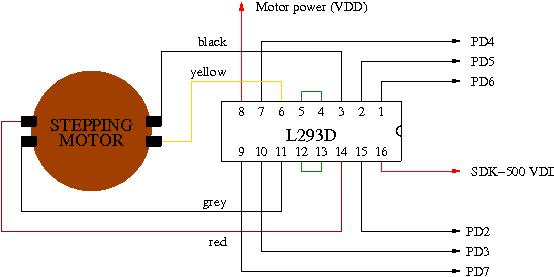 Motor power (VDD)
black
PD4
yellow
PD5
PD6
8 7 6 5 4 3 2 1
STEPPING
MOTOR
L293D
9 10 11 12 13 14 15 16
SDK-500 VDD
grey
PD2
red
PD3
PD7